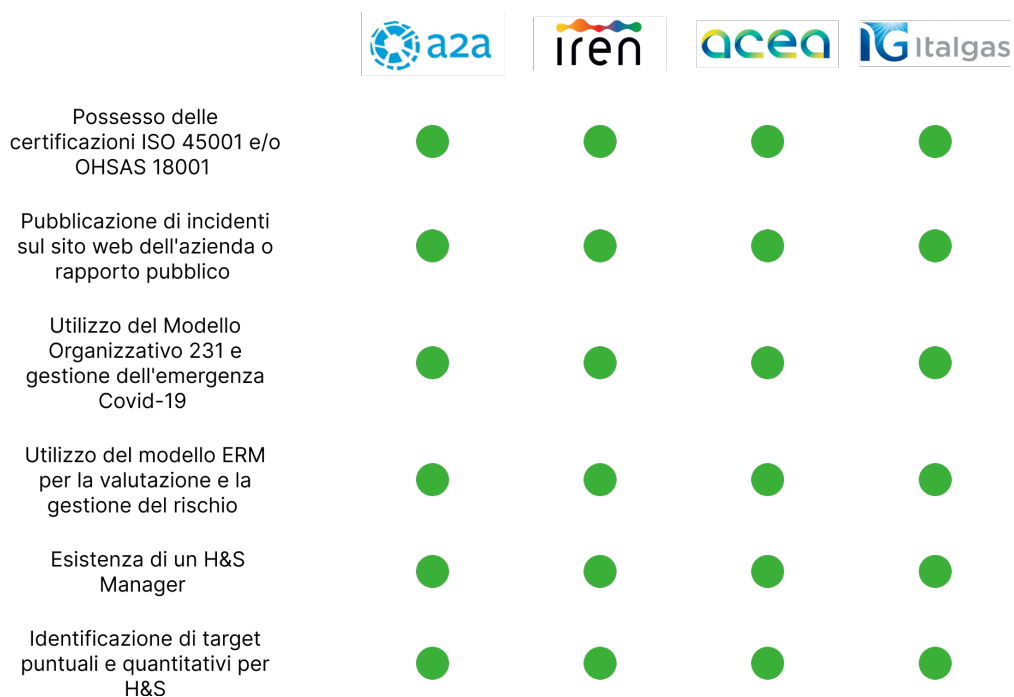 a2a
iren
acea
IG Italgas
Possesso delle
certificazioni ISO 45001 e/o
OHSAS 18001
Pubblicazione di incidenti
sul sito web dell'azienda o
rapporto pubblico
Utilizzo del Modello
Organizzativo 231 e
gestione dell'emergenza
Covid-19
Utilizzo del modello ERM
per la valutazione e la
gestione del rischio
Esistenza di un H&S
Manager
Identificazione di target
puntuali e quantitativi per
H&S